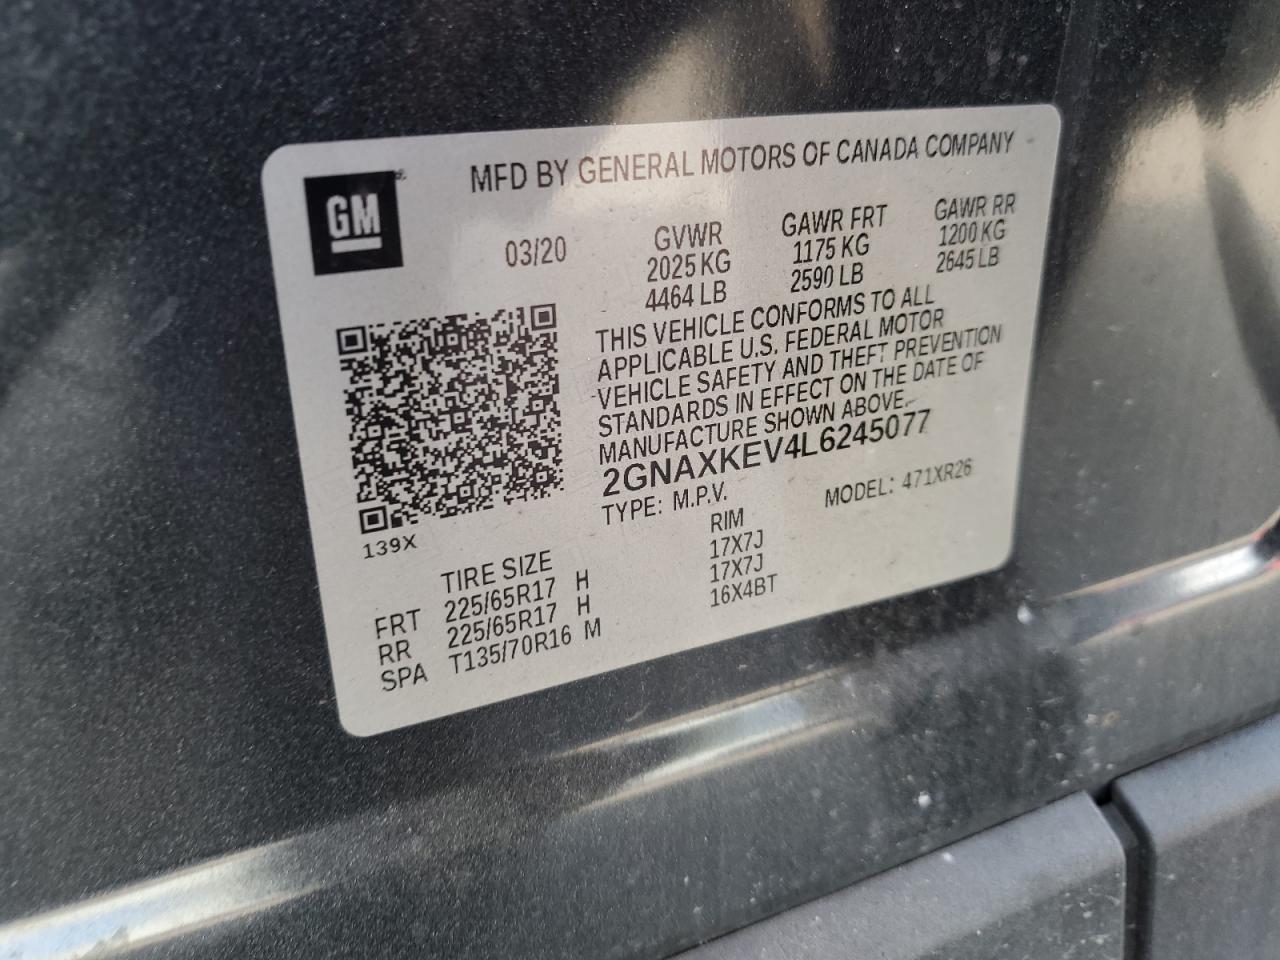 GM
MFD BY GENERAL MOTORS OF CANADA COMPANY
03/20
GVWR
2025 KG
4464 LB
GAWR FRT
1175 KG
2590 LB
GAWR RR
1200 KG
2645 LB
THIS VEHICLE CONFORMS TO ALL
APPLICABLE U.S. FEDERAL MOTOR
VEHICLE SAFETY AND THEFT PREVENTION
STANDARDS IN EFFECT ON THE DATE OF
MANUFACTURE SHOWN ABOVE.
2GNAXKEV4L6245077
TYPE: M.P.V.
MODEL: 471XR26
139X
TIRE SIZE RIM
FRT 225/65R17 H 17X7J
RR 225/65R17 H 17X7J
SPA T135/70R16 M 16X4BT